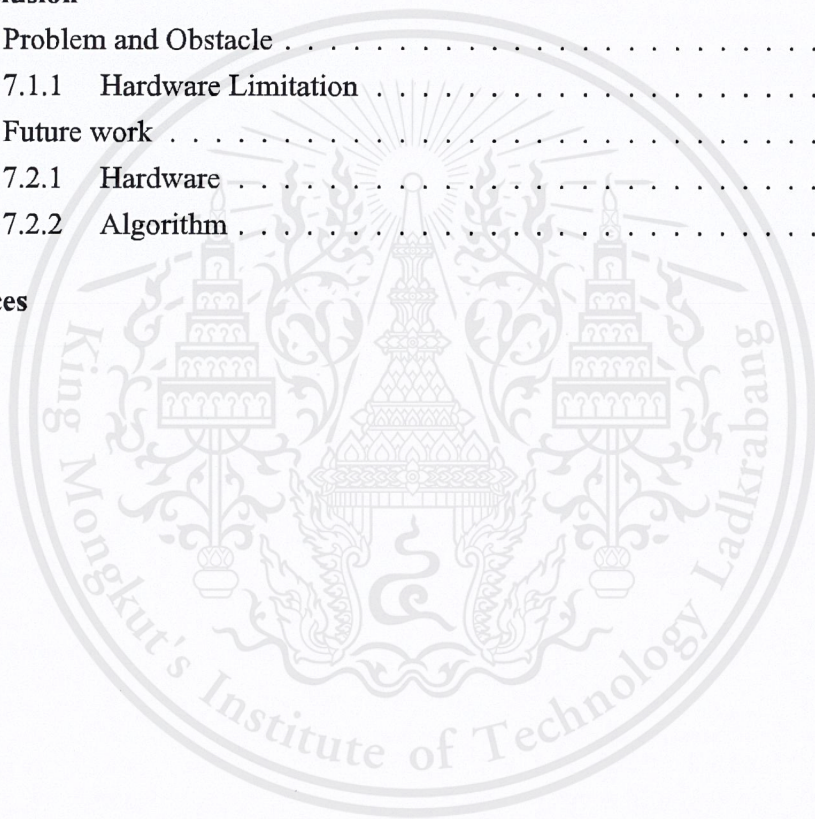 Problem and Obstacle . . . . . . . . . . . . . . . . . . . . . . . .
7.1.1 Hardware Limitation . . . . . . . . . . . . . . . . . . . .
Future work . . . . . . . . . . . . . . . . . . . . . . . . . . . . .
7.2.1 Hardware . . . . . . . . . . . . . . . . . . . . . . . . . .
7.2.2 Algorithm . . . . . . . . . . . . . . . . . . . . . . . . . .
King Mongkut's Institute of Technology Ladkrabang